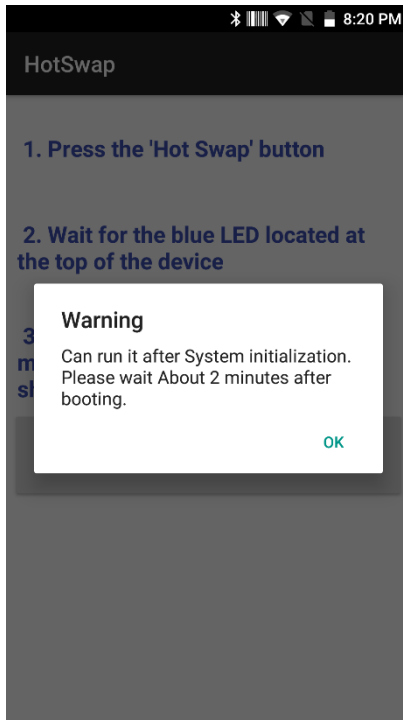 8:20 PM
HotSwap
1. Press the 'Hot Swap' button
2. Wait for the blue LED located at
the top of the device
3
Warning
Can run it after System initialization.
Please wait About 2 minutes after
booting.
OK